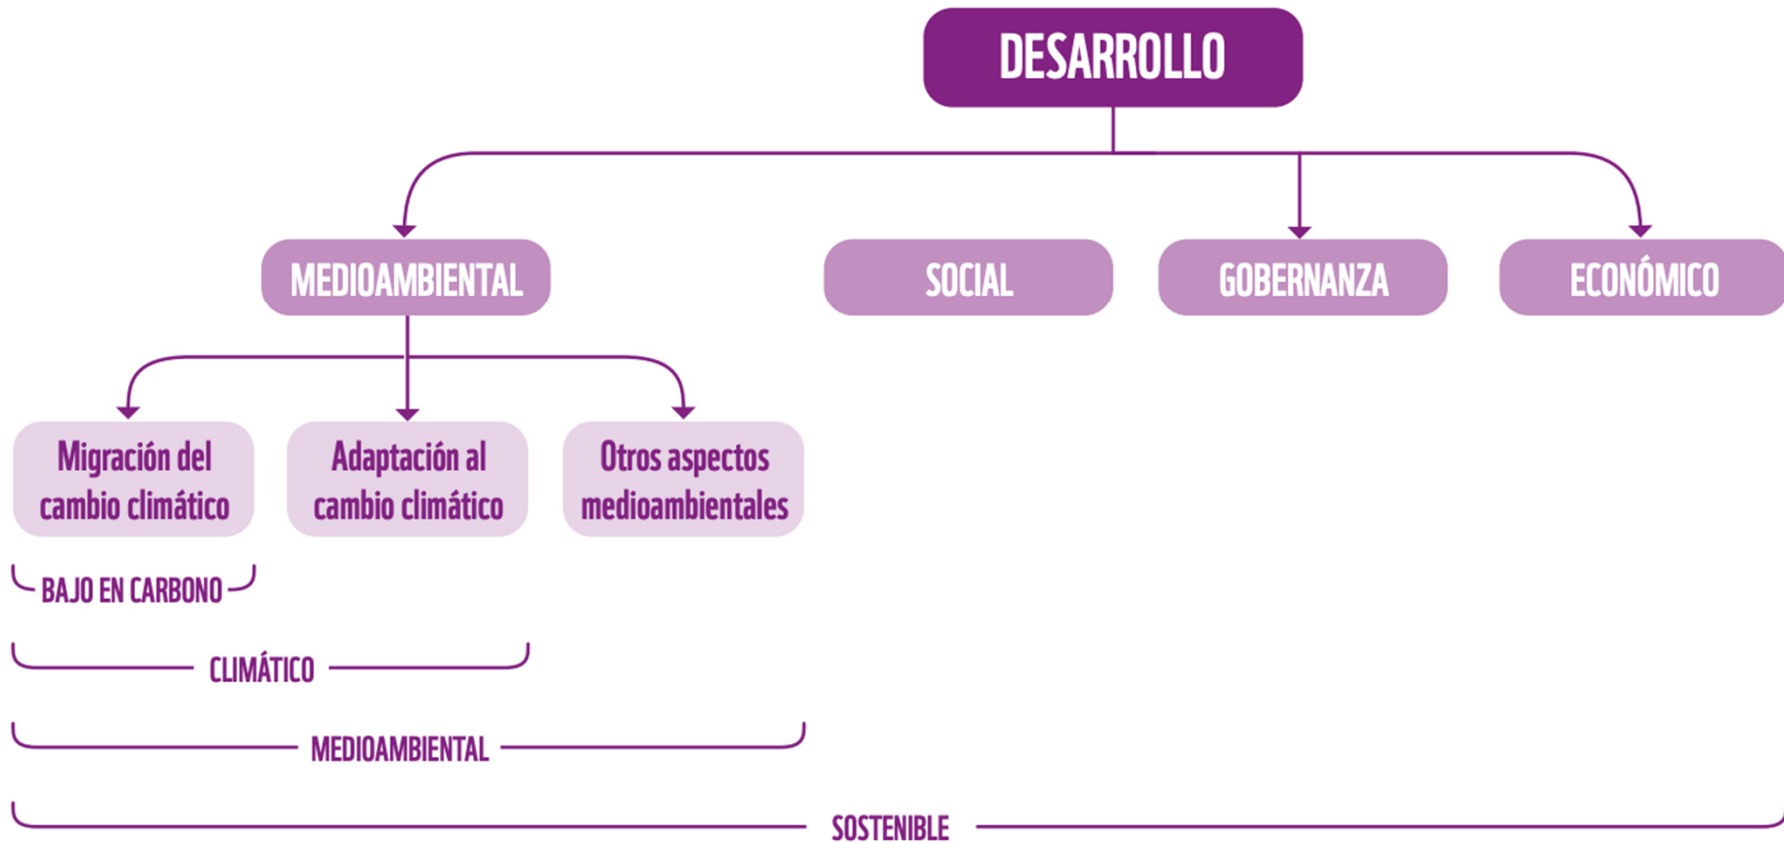 DESARROLLO
MEDIOAMBIENTAL
SOCIAL
GOBERNANZA
ECONÓMICO
Migración del
cambio climático
Adaptación al
cambio climático
Otros aspectos
medioambientales
BAJO EN CARBONO
CLIMÁTICO
MEDIOAMBIENTAL
SOSTENIBLE